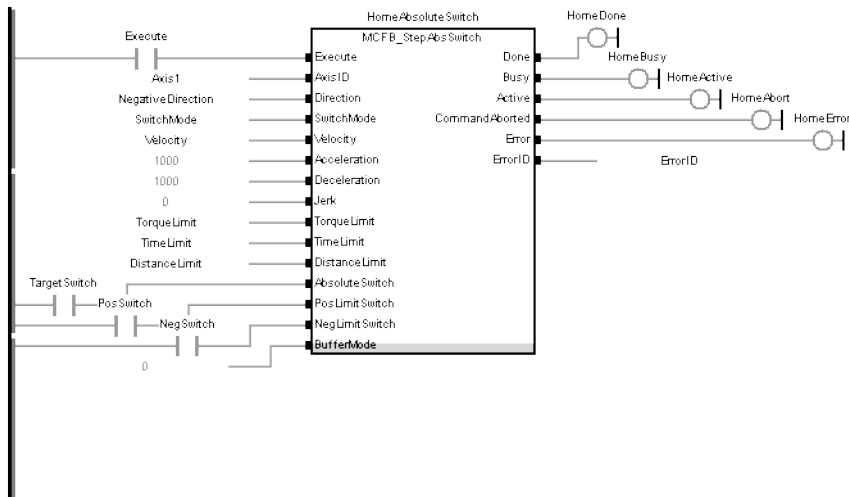 HomeAbsoluteSwitch HomeDone
Execute MCFB_StepAbsSwitch
Execute Done HomeBusy
Axis1 AxisID Busy HomeActive
NegativeDirection Direction Active HomeAbort
SwitchMode SwitchMode CommandAborted HomeError
Velocity Velocity Error
1000 Acceleration ErrorID ErrorID
1000 Deceleration
0 Jerk
TorqueLimit TorqueLimit
TimeLimit TimeLimit
DistanceLimit DistanceLimit
TargetSwitch AbsoluteSwitch
PosSwitch PosLimitSwitch
NegSwitch NegLimitSwitch
0 BufferMode